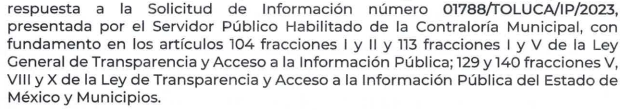 respuesta a la Solicitud de Información número 01788/TOLUCA/IP/2023,
presentada por el Servidor Público Habilitado de la Contraloría Municipal, con
fundamento en los artículos 104 fracciones I y II y 113 fracciones I y V de la Ley
General de Transparencia y Acceso a la Información Pública; 129 y 140 fracciones V,
VIII y X de la Ley de Transparencia y Acceso a la Información Pública del Estado de
México y Municipios.